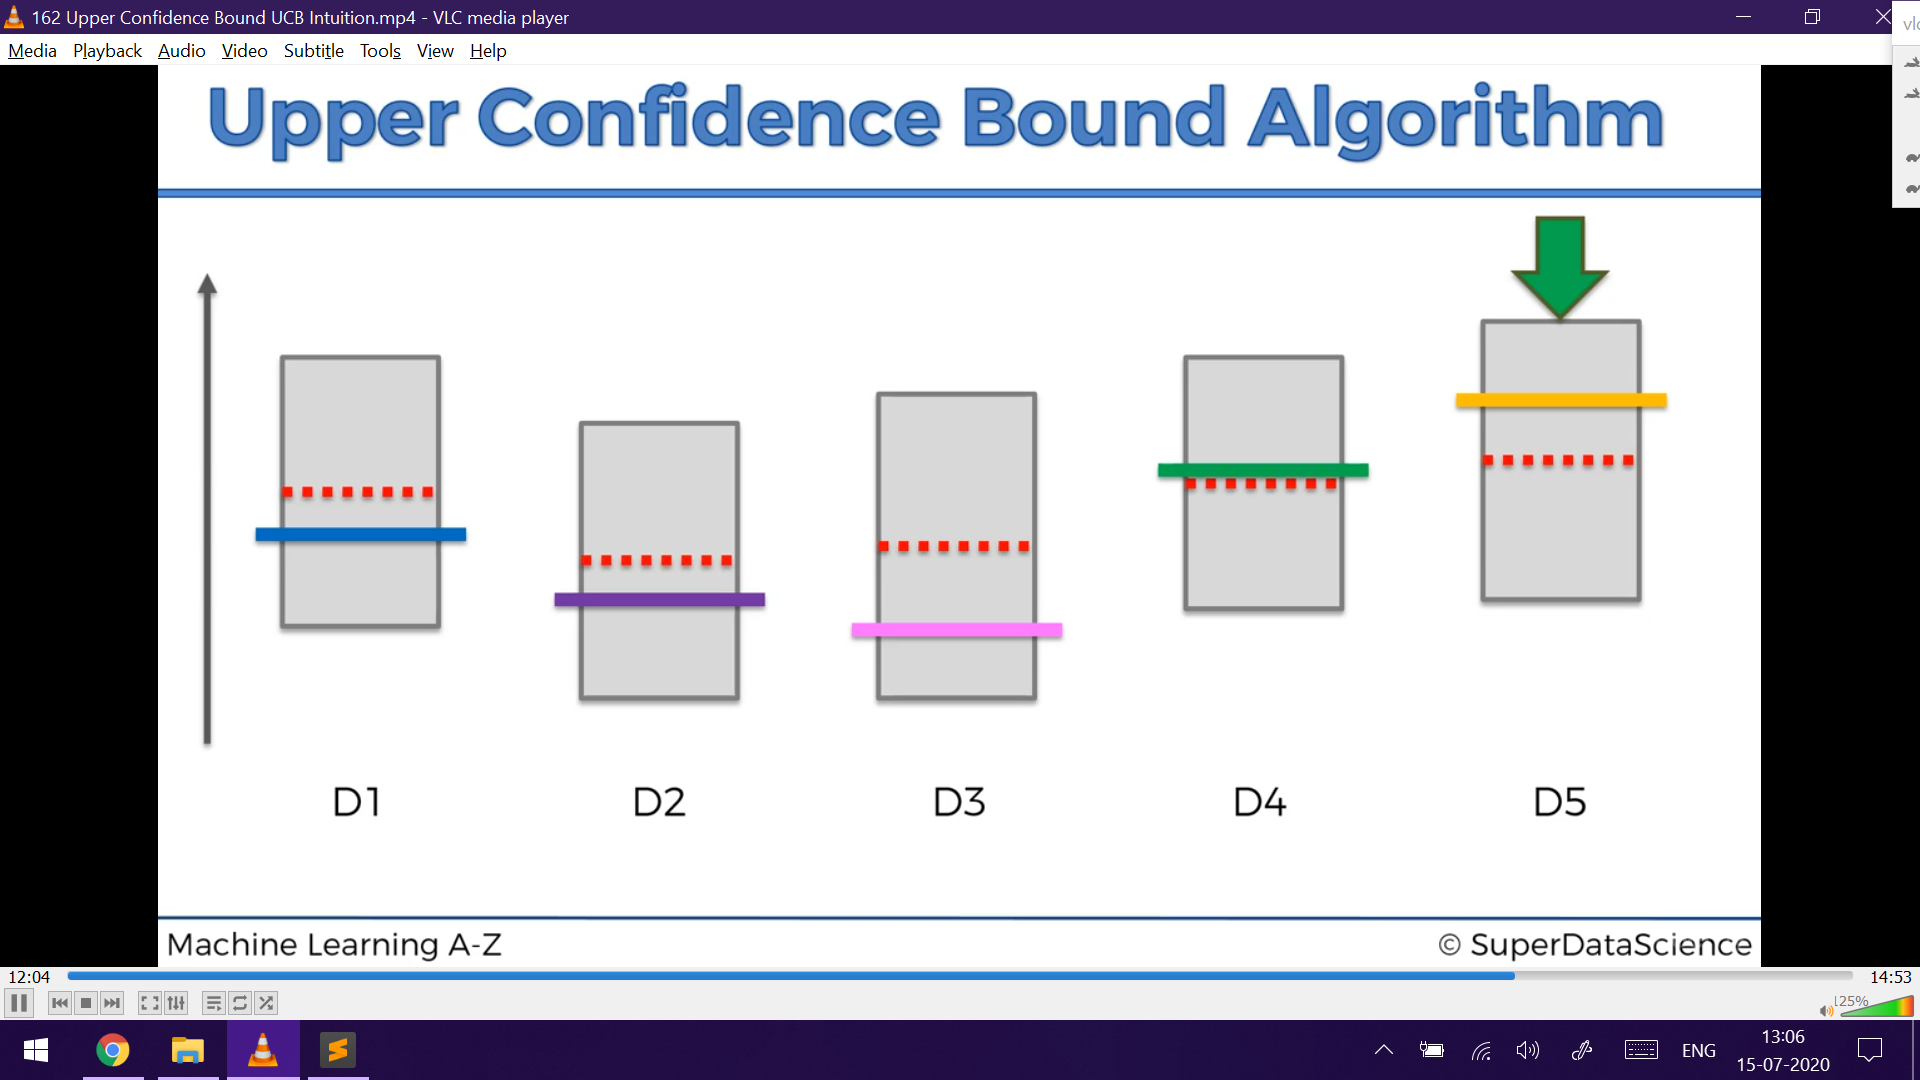 162 Upper Confidence Bound UCB Intuition.mp4 - VLC media player
Media Playback Audio Video Subtitle Tools View Help
Upper Confidence Bound Algorithm
D1 D2 D3 D4 D5
Machine Learning A-Z © SuperDataScience
12:04 14:53
125%
ENG
13:06
15-07-2020